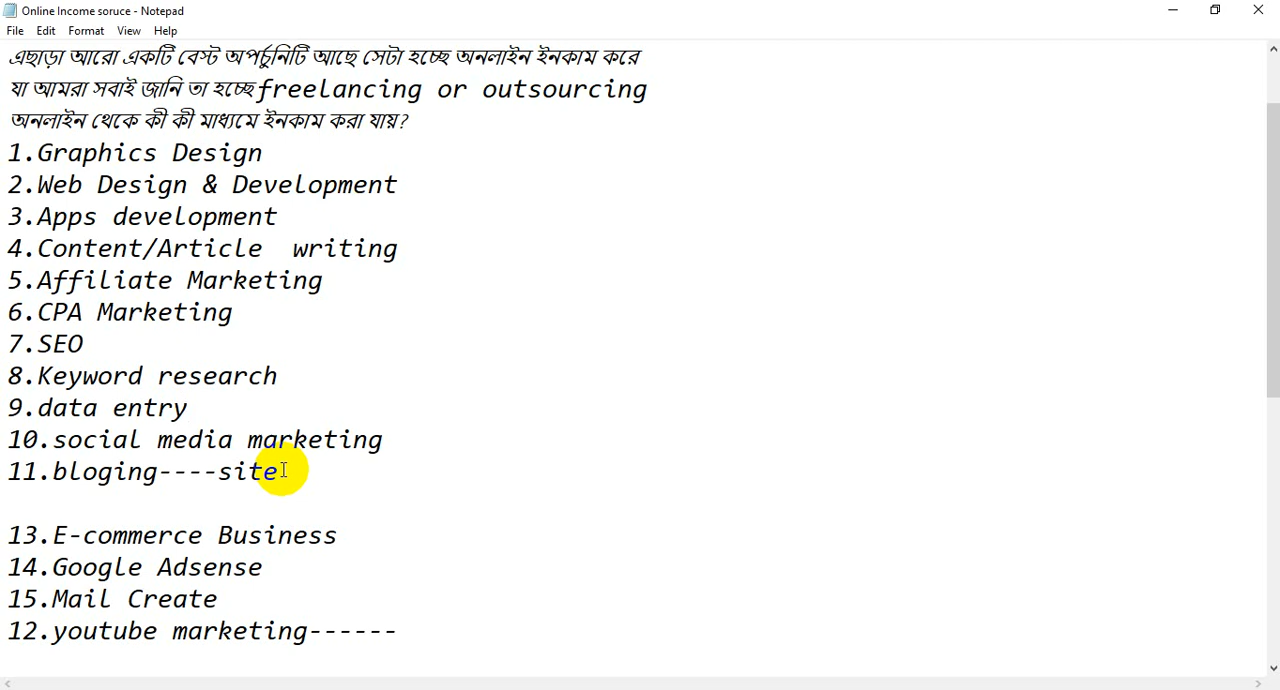 Online Income soruce - Notepad
File Edit Format View Help
এছাড়া আরো একটি বেস্ট অপর্চুনিটি আছে সেটা হচ্ছে অনলাইন ইনকাম করে
যা আমরা সবাই জানি তা হচ্ছে freelancing or outsourcing
অনলাইন থেকে কী কী মাধ্যমে ইনকাম করা যায়?
1.Graphics Design
2.Web Design & Development
3.Apps development
4.Content/Article  writing
5.Affiliate Marketing
6.CPA Marketing
7.SEO
8.Keyword research
9.data entry
10.social media marketing
11.bloging----site
13.E-commerce Business
14.Google Adsense
15.Mail Create
12.youtube marketing------